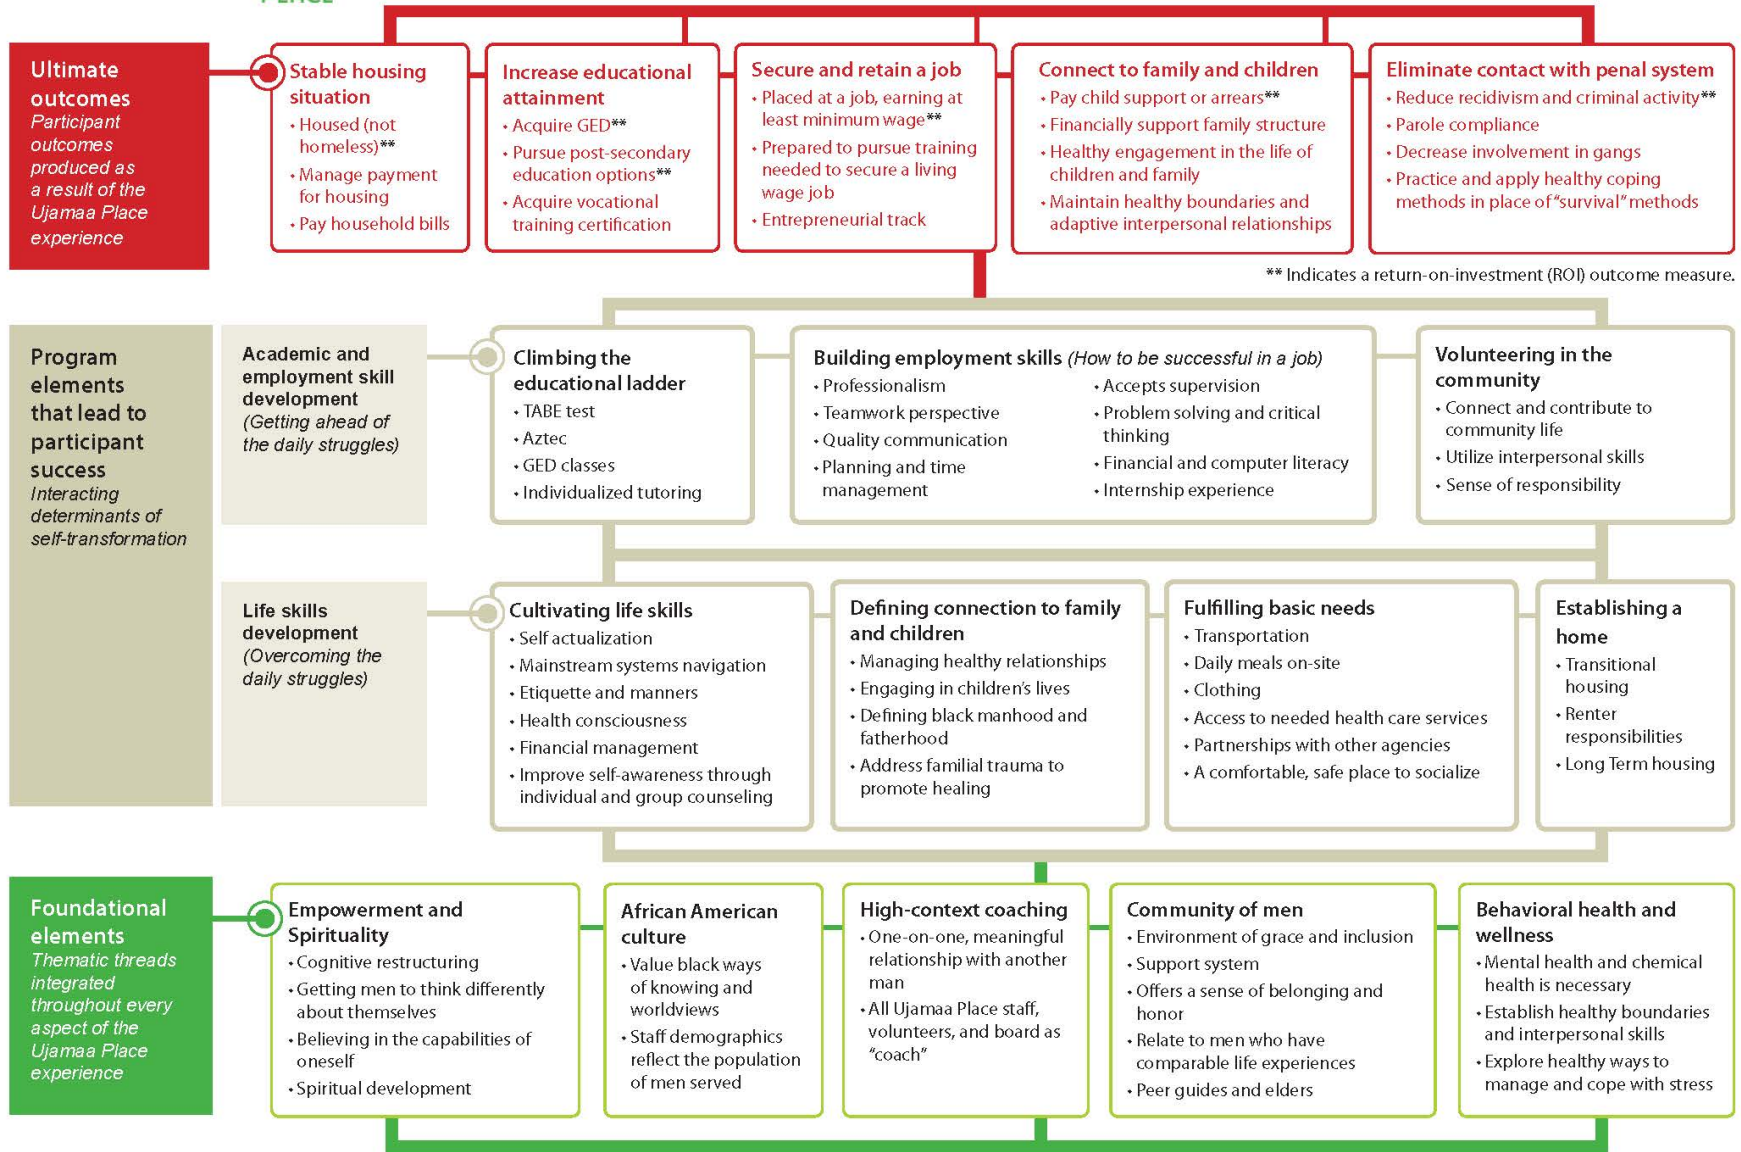 PLACE
Ultimate
outcomes
Participant
outcomes
produced as
a result of the
Ujamaa Place
experience
Stable housing
situation
• Housed (not
homeless)**
• Manage payment
for housing
• Pay household bills
Increase educational
attainment
• Acquire GED**
• Pursue post-secondary
education options**
• Acquire vocational
training certification
Secure and retain a job
• Placed at a job, earning at
least minimum wage**
• Prepared to pursue training
needed to secure a living
wage job
• Entrepreneurial track
Connect to family and children
• Pay child support or arrears**
• Financially support family structure
• Healthy engagement in the life of
children and family
• Maintain healthy boundaries and
adaptive interpersonal relationships
Eliminate contact with penal system
• Reduce recidivism and criminal activity**
• Parole compliance
• Decrease involvement in gangs
• Practice and apply healthy coping
methods in place of “survival” methods
** Indicates a return-on-investment (ROI) outcome measure.
Program
elements
that lead to
participant
success
Interacting
determinants of
self-transformation
Academic and
employment skill
development
(Getting ahead of
the daily struggles)
Climbing the
educational ladder
• TABE test
• Aztec
• GED classes
• Individualized tutoring
Building employment skills (How to be successful in a job)
• Professionalism
• Teamwork perspective
• Quality communication
• Planning and time
management
• Accepts supervision
• Problem solving and critical
thinking
• Financial and computer literacy
• Internship experience
Volunteering in the
community
• Connect and contribute to
community life
• Utilize interpersonal skills
• Sense of responsibility
Life skills
development
(Overcoming the
daily struggles)
Cultivating life skills
• Self actualization
• Mainstream systems navigation
• Etiquette and manners
• Health consciousness
• Financial management
• Improve self-awareness through
individual and group counseling
Defining connection to family
and children
• Managing healthy relationships
• Engaging in children’s lives
• Defining black manhood and
fatherhood
• Address familial trauma to
promote healing
Fulfilling basic needs
• Transportation
• Daily meals on-site
• Clothing
• Access to needed health care services
• Partnerships with other agencies
• A comfortable, safe place to socialize
Establishing a
home
• Transitional
housing
• Renter
responsibilities
• Long Term housing
Foundational
elements
Thematic threads
integrated
throughout every
aspect of the
Ujamaa Place
experience
Empowerment and
Spirituality
• Cognitive restructuring
• Getting men to think differently
about themselves
• Believing in the capabilities of
oneself
• Spiritual development
African American
culture
• Value black ways
of knowing and
worldviews
• Staff demographics
reflect the population
of men served
High-context coaching
• One-on-one, meaningful
relationship with another
man
• All Ujamaa Place staff,
volunteers, and board as
“coach”
Community of men
• Environment of grace and inclusion
• Support system
• Offers a sense of belonging and
honor
• Relate to men who have
comparable life experiences
• Peer guides and elders
Behavioral health and
wellness
• Mental health and chemical
health is necessary
• Establish healthy boundaries
and interpersonal skills
• Explore healthy ways to
manage and cope with stress